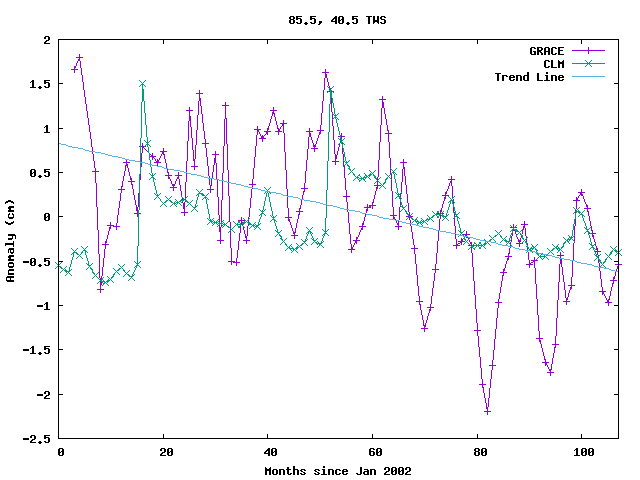 85.5, 40.5 TWS
GRACE
CLM
Trend Line
2
1.5
1
0.5
0
-0.5
-1
-1.5
-2
-2.5
Anomaly (cm)
0 20 40 60 80 100
Months since Jan 2002